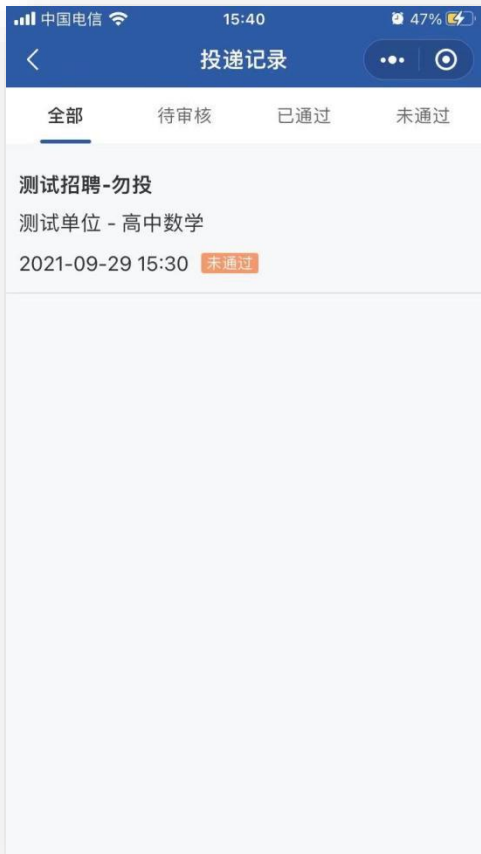 中国电信 15:40 47%
投递记录
全部 待审核 已通过 未通过
测试招聘-勿投
测试单位 - 高中数学
2021-09-29 15:30 未通过